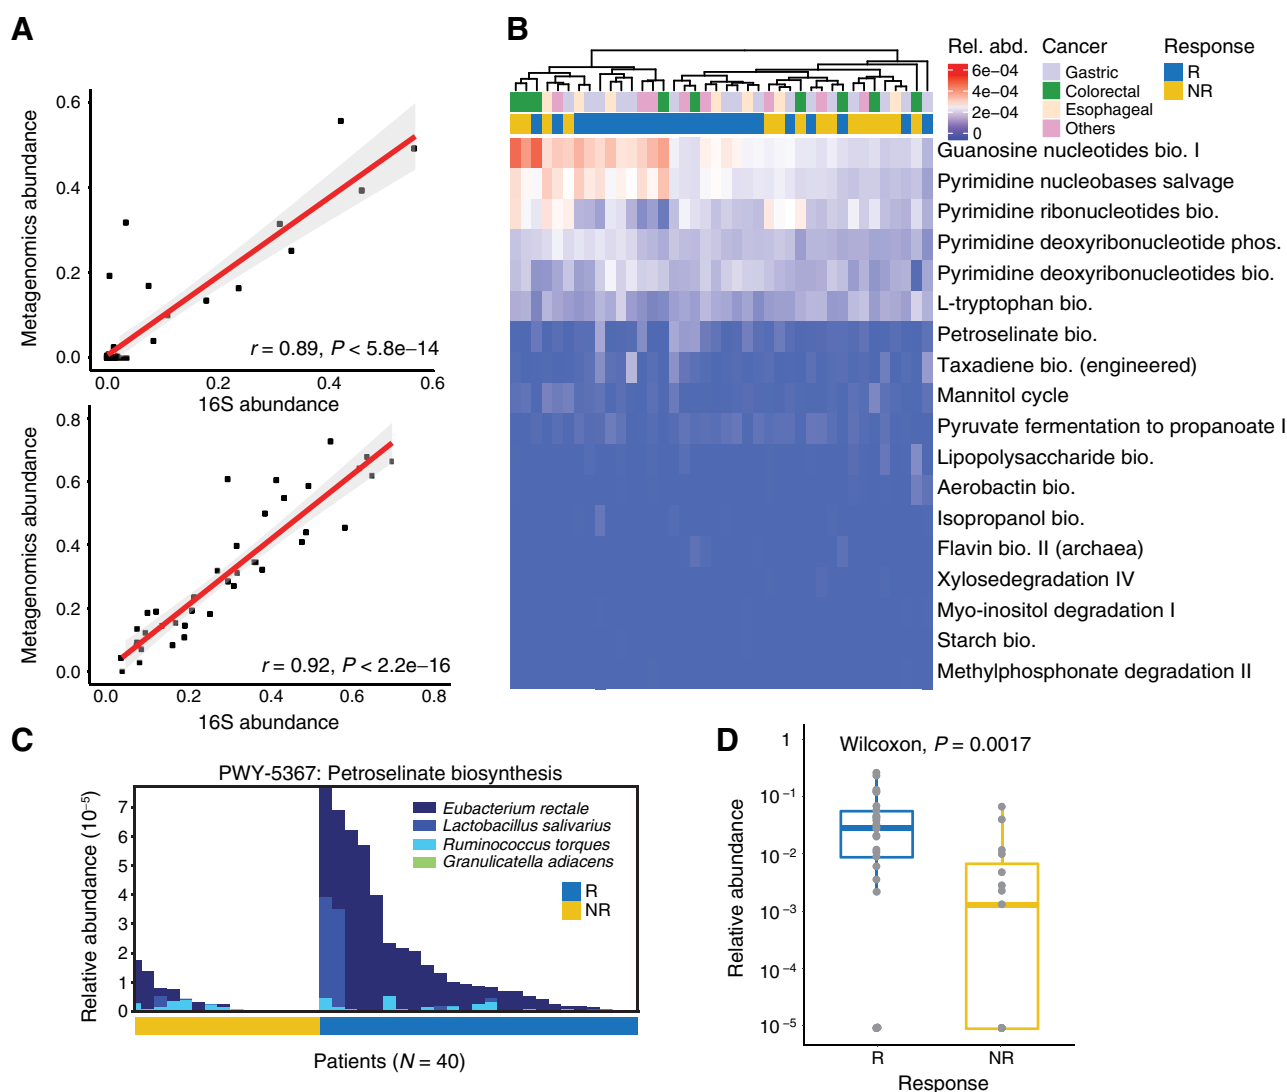 A
0.6
0.4
0.2
0.0
Metagenomics abundance
r = 0.89, P < 5.8e−14
0.0 0.2 0.4 0.6
16S abundance
0.8
0.6
0.4
0.2
0.0
Metagenomics abundance
r = 0.92, P < 2.2e−16
0.0 0.2 0.4 0.6 0.8
16S abundance
B
Rel. abd.
6e−04
4e−04
2e−04
0
Cancer
Gastric
Colorectal
Esophageal
Others
Response
R
NR
Guanosine nucleotides bio. I
Pyrimidine nucleobases salvage
Pyrimidine ribonucleotides bio.
Pyrimidine deoxyribonucleotide phos.
Pyrimidine deoxyribonucleotides bio.
L-tryptophan bio.
Petroselinate bio.
Taxadiene bio. (engineered)
Mannitol cycle
Pyruvate fermentation to propanoate I
Lipopolysaccharide bio.
Aerobactin bio.
Isopropanol bio.
Flavin bio. II (archaea)
Xylosedegradation IV
Myo-inositol degradation I
Starch bio.
Methylphosphonate degradation II
C
PWY-5367: Petroselinate biosynthesis
Relative abundance (10⁻⁵)
7
6
5
4
3
2
1
0
Eubacterium rectale
Lactobacillus salivarius
Ruminococcus torques
Granulicatella adiacens
R
NR
Patients (N = 40)
D
Wilcoxon, P = 0.0017
Relative abundance
1
10⁻¹
10⁻²
10⁻³
10⁻⁴
10⁻⁵
R NR
Response